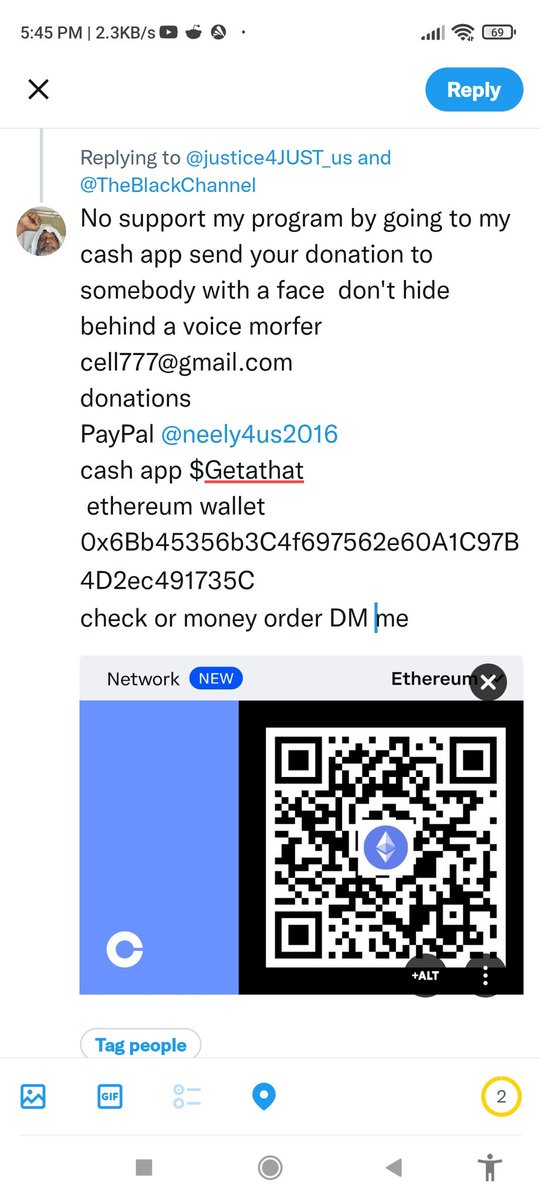 5:45 PM | 2.3KB/s
69
Reply
Replying to @justice4JUST_us and
@TheBlackChannel
No support my program by going to my
cash app send your donation to
somebody with a face  don't hide
behind a voice morfer
cell777@gmail.com
donations
PayPal @neely4us2016
cash app $Getathat
ethereum wallet
0x6Bb45356b3C4f697562e60A1C97B
4D2ec491735C
check or money order DM me
Network NEW Ethereum
+ALT
Tag people
GIF
2